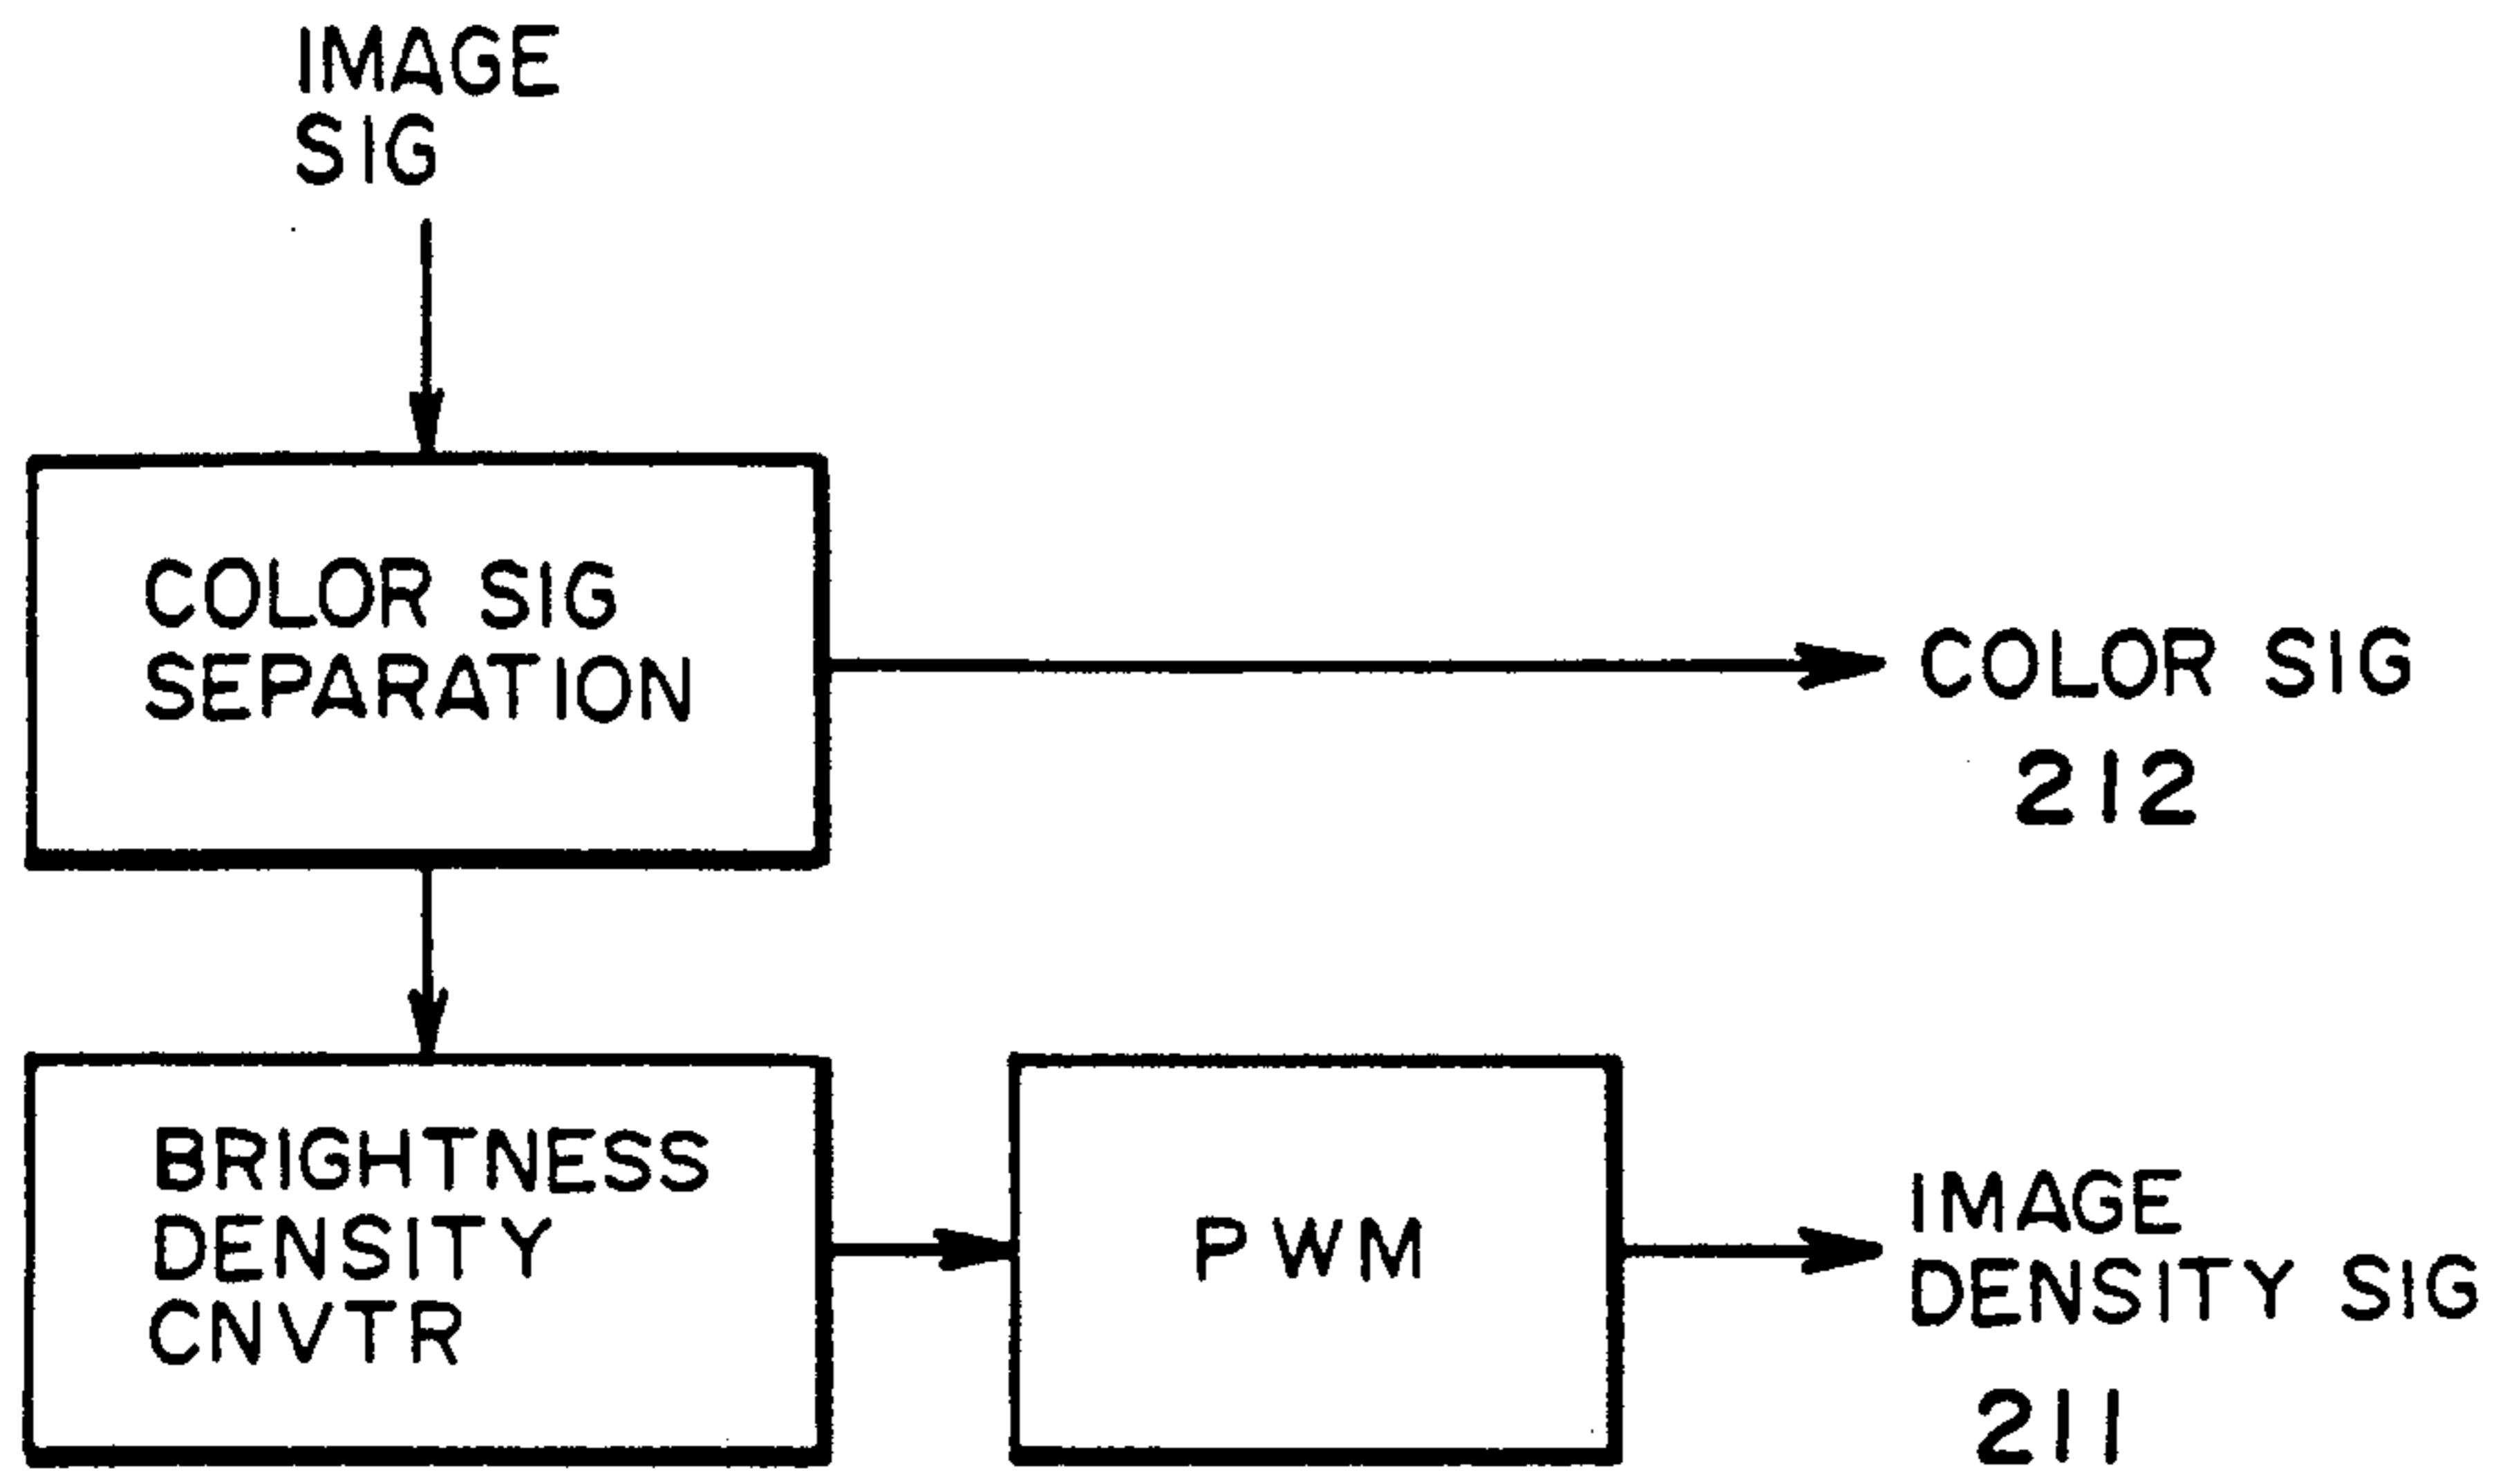 IMAGE
SIG
COLOR SIG
SEPARATION
COLOR SIG
212
BRIGHTNESS
DENSITY
CNVTR
PWM
IMAGE
DENSITY SIG
211